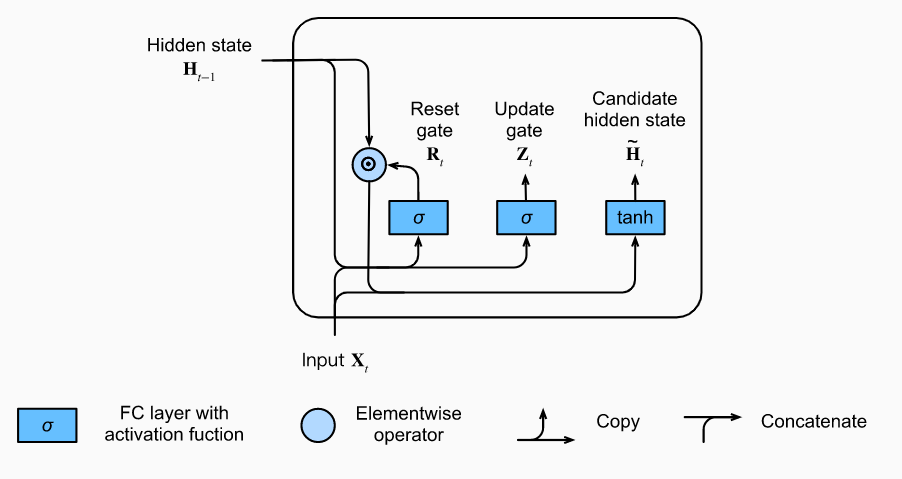 Hidden state
H_{t−1}
Reset
gate
R_t
Update
gate
Z_t
Candidate
hidden state
H̃_t
σ
σ
tanh
Input X_t
σ
FC layer with
activation fuction
Elementwise
operator
Copy
Concatenate